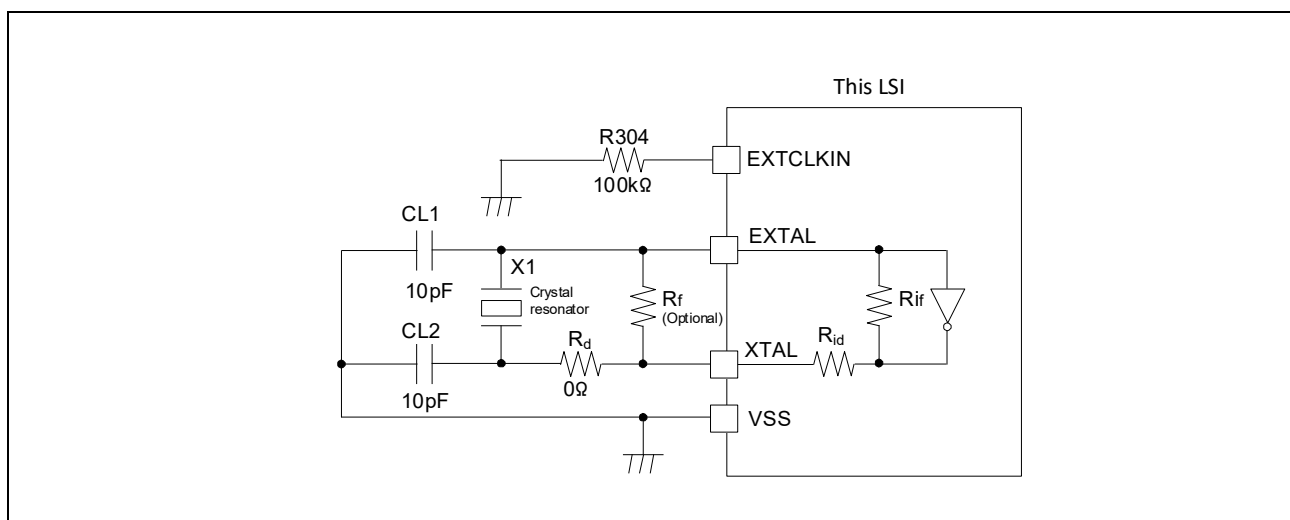 This LSI
R304
100kΩ
EXTCLKIN
CL1
10pF
EXTAL
X1
Crystal
resonator
Rf
(Optional)
Rif
CL2
10pF
Rd
0Ω
XTAL
Rid
VSS